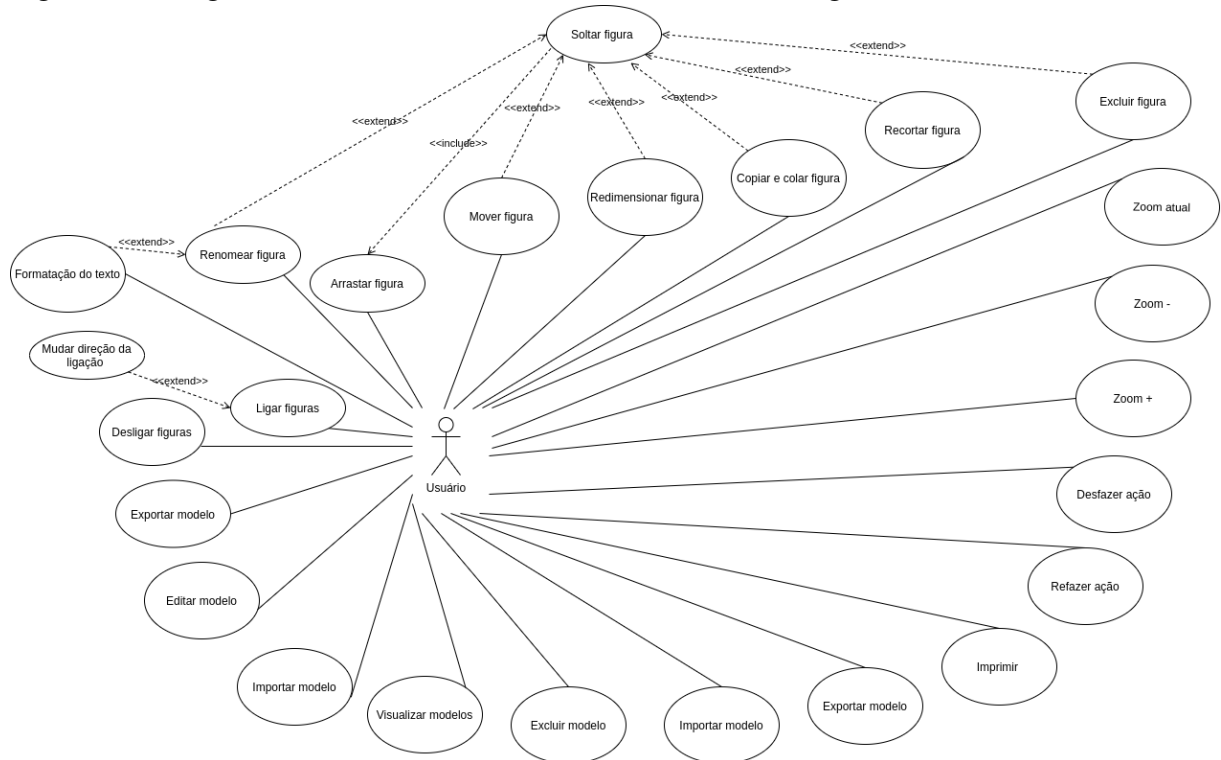 Soltar figura
<<extend>>
Excluir figura
<<extend>>
Recortar figura
<<extend>>
<<extend>>
<<extend>>
<<extend>>
<<include>>
Copiar e colar figura
Redimensionar figura
Mover figura
Zoom atual
<<extend>>
Renomear figura
Formatação do texto
Arrastar figura
Zoom -
Mudar direção da
ligação
<<extend>>
Ligar figuras
Zoom +
Desligar figuras
Usuário
Desfazer ação
Exportar modelo
Refazer ação
Editar modelo
Imprimir
Importar modelo
Visualizar modelos
Excluir modelo
Importar modelo
Exportar modelo